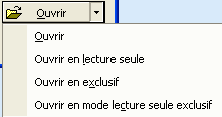 Ouvrir
Ouvrir
Ouvrir en lecture seule
Ouvrir en exclusif
Ouvrir en mode lecture seule exclusif